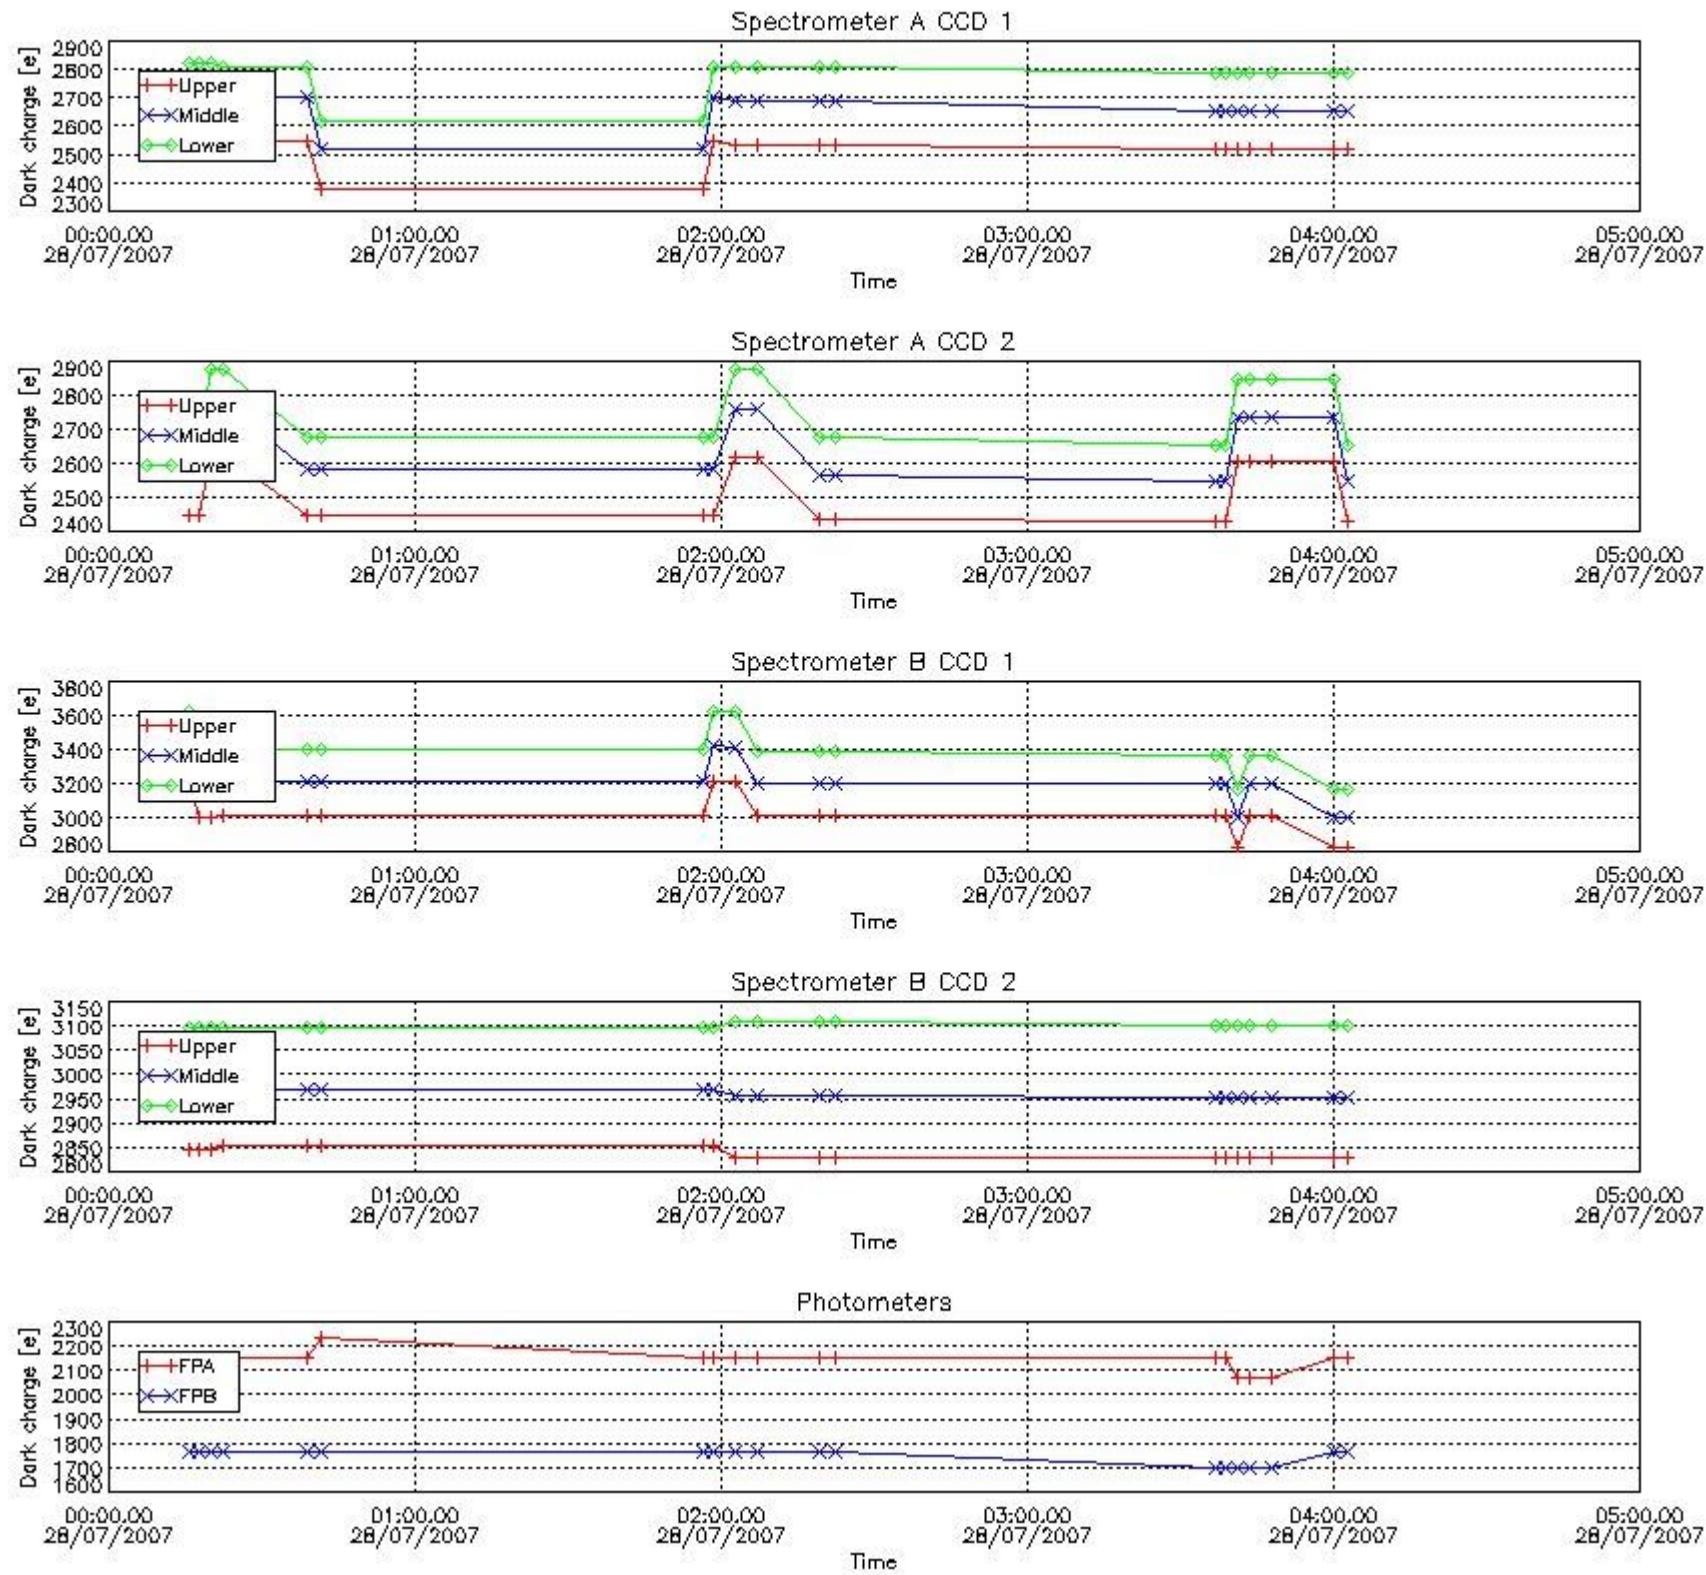 Spectrometer A CCD 1
Dark charge [e]
2900
2800
2700
2600
2500
2400
2300
Upper
Middle
Lower
00:00.00 01:00.00 02:00.00 03:00.00 04:00.00 05:00.00
28/07/2007 28/07/2007 28/07/2007 28/07/2007 28/07/2007 28/07/2007
Time
Spectrometer A CCD 2
Dark charge [e]
2900
2800
2700
2600
2500
2400
Upper
Middle
Lower
00:00.00 01:00.00 02:00.00 03:00.00 04:00.00 05:00.00
28/07/2007 28/07/2007 28/07/2007 28/07/2007 28/07/2007 28/07/2007
Time
Spectrometer B CCD 1
Dark charge [e]
3800
3600
3400
3200
3000
2800
Upper
Middle
Lower
00:00.00 01:00.00 02:00.00 03:00.00 04:00.00 05:00.00
28/07/2007 28/07/2007 28/07/2007 28/07/2007 28/07/2007 28/07/2007
Time
Spectrometer B CCD 2
Dark charge [e]
3150
3100
3050
3000
2950
2900
2850
2800
Upper
Middle
Lower
00:00.00 01:00.00 02:00.00 03:00.00 04:00.00 05:00.00
28/07/2007 28/07/2007 28/07/2007 28/07/2007 28/07/2007 28/07/2007
Time
Photometers
Dark charge [e]
2300
2200
2100
2000
1900
1800
1700
1600
FPA
FPB
00:00.00 01:00.00 02:00.00 03:00.00 04:00.00 05:00.00
28/07/2007 28/07/2007 28/07/2007 28/07/2007 28/07/2007 28/07/2007
Time